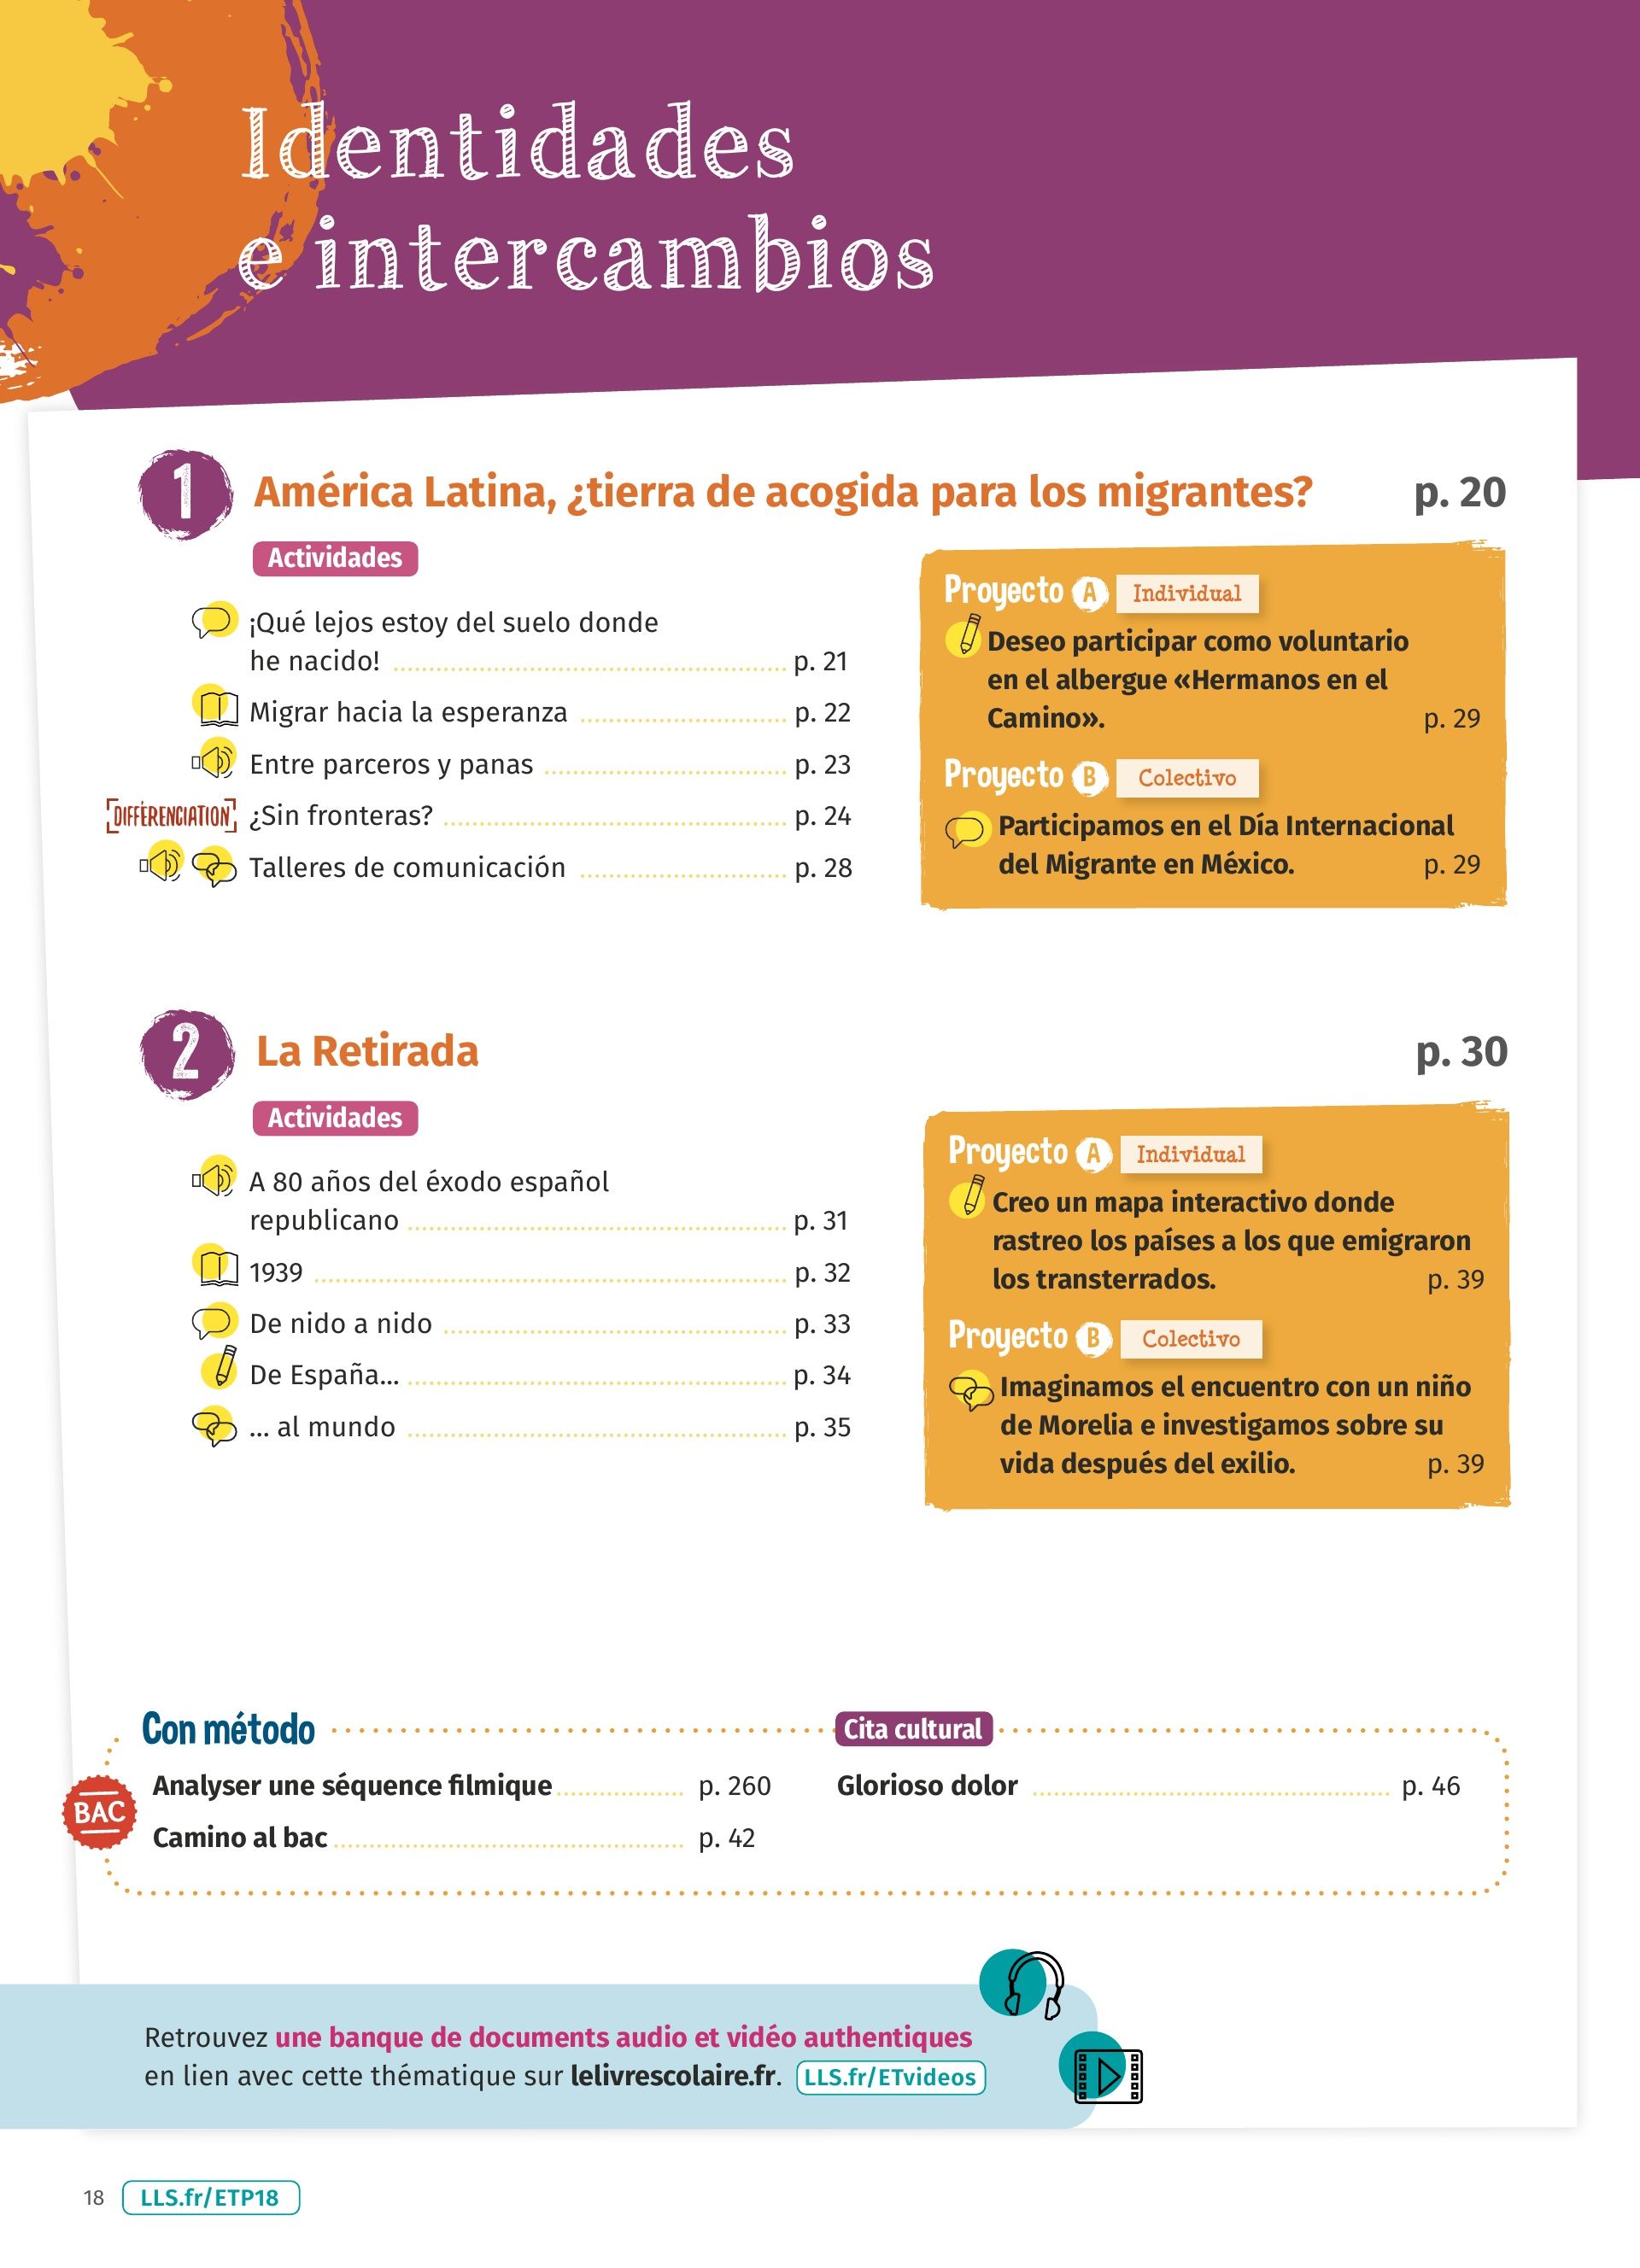 Identidades
e intercambios
1 América Latina, ¿tierra de acogida para los migrantes? p. 20
Actividades
¡Qué lejos estoy del suelo donde
he nacido! p. 21
Migrar hacia la esperanza p. 22
Entre parceros y panas p. 23
DIFFÉRENCIATION ¿Sin fronteras? p. 24
Talleres de comunicación p. 28
Proyecto A Individual
Deseo participar como voluntario
en el albergue «Hermanos en el
Camino». p. 29
Proyecto B Colectivo
Participamos en el Día Internacional
del Migrante en México. p. 29
2 La Retirada p. 30
Actividades
A 80 años del éxodo español
republicano p. 31
1939 p. 32
De nido a nido p. 33
De España... p. 34
... al mundo p. 35
Proyecto A Individual
Creo un mapa interactivo donde
rastreo los países a los que emigraron
los transterrados. p. 39
Proyecto B Colectivo
Imaginamos el encuentro con un niño
de Morelia e investigamos sobre su
vida después del exilio. p. 39
Con método
Analyser une séquence filmique p. 260
BAC
Camino al bac p. 42
Cita cultural
Glorioso dolor p. 46
Retrouvez une banque de documents audio et vidéo authentiques
en lien avec cette thématique sur lelivrescolaire.fr. LLS.fr/ETvideos
18 LLS.fr/ETP18